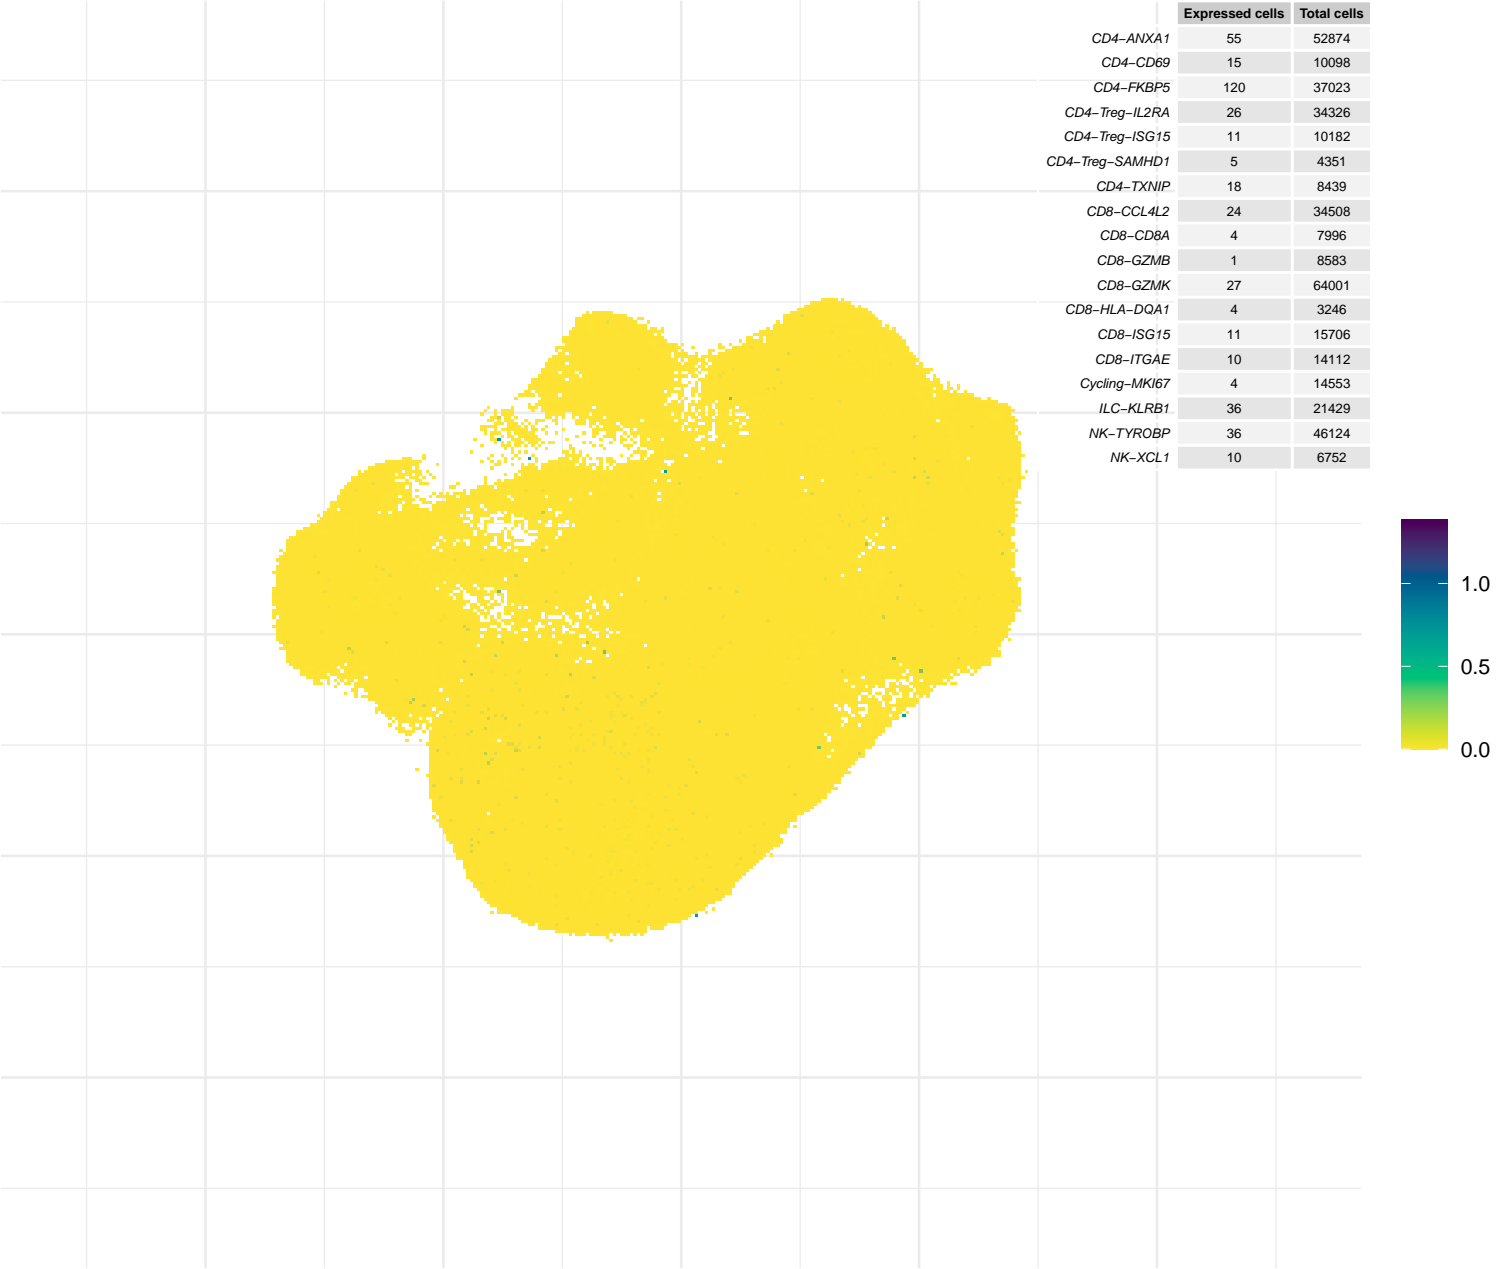 Expressed cells Total cells
CD4−ANXA1 55 52874
CD4−CD69 15 10098
CD4−FKBP5 120 37023
CD4−Treg−IL2RA 26 34326
CD4−Treg−ISG15 11 10182
CD4−Treg−SAMHD1 5 4351
CD4−TXNIP 18 8439
CD8−CCL4L2 24 34508
CD8−CD8A 4 7996
CD8−GZMB 1 8583
CD8−GZMK 27 64001
CD8−HLA−DQA1 4 3246
CD8−ISG15 11 15706
CD8−ITGAE 10 14112
Cycling−MKI67 4 14553
ILC−KLRB1 36 21429
NK−TYROBP 36 46124
NK−XCL1 10 6752
1.0
0.5
0.0